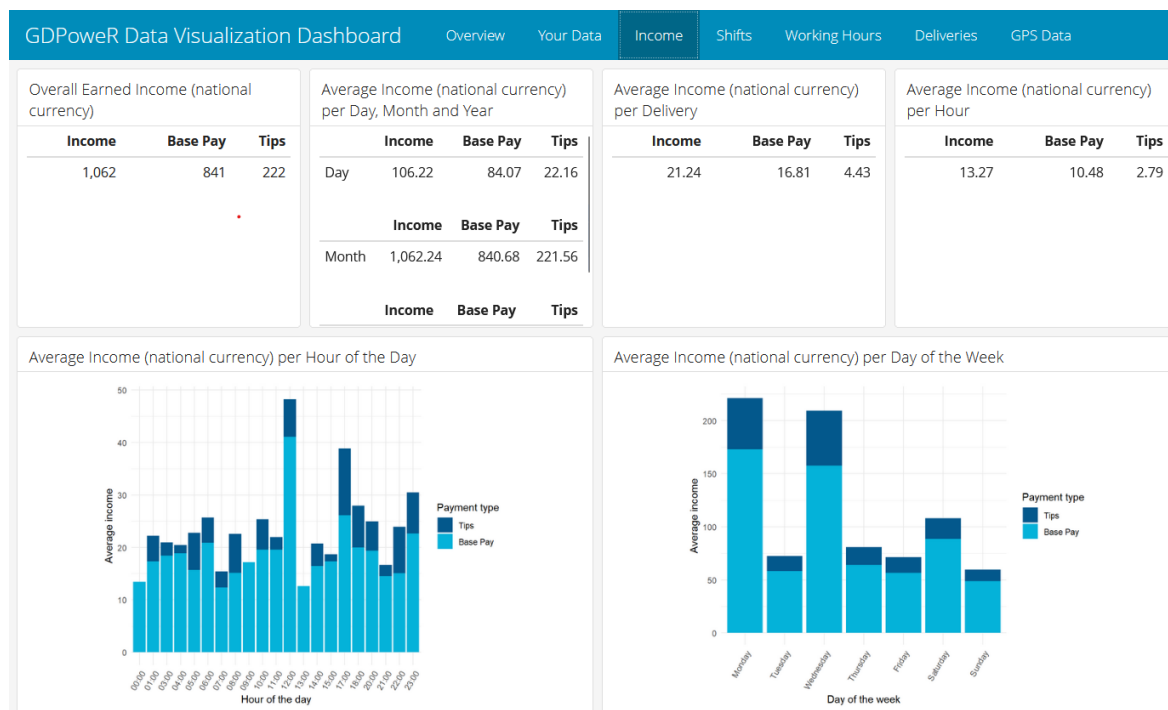 GDPoweR Data Visualization Dashboard Overview Your Data Income Shifts Working Hours Deliveries GPS Data
Overall Earned Income (national
currency)
Income Base Pay Tips
1,062 841 222
Average Income (national currency)
per Day, Month and Year
Income Base Pay Tips
Day 106.22 84.07 22.16
Income Base Pay Tips
Month 1,062.24 840.68 221.56
Income Base Pay Tips
Average Income (national currency)
per Delivery
Income Base Pay Tips
21.24 16.81 4.43
Average Income (national currency)
per Hour
Income Base Pay Tips
13.27 10.48 2.79
Average Income (national currency) per Hour of the Day
50
40
30
20
10
0
Average income
00:00 01:00 03:00 04:00 05:00 06:00 07:00 08:00 09:00 10:00 11:00 12:00 13:00 14:00 15:00 17:00 18:00 20:00 21:00 22:00 23:00
Hour of the day
Payment type
Tips
Base Pay
Average Income (national currency) per Day of the Week
200
150
100
50
0
Average income
Monday Tuesday Wednesday Thursday Friday Saturday Sunday
Day of the week
Payment type
Tips
Base Pay